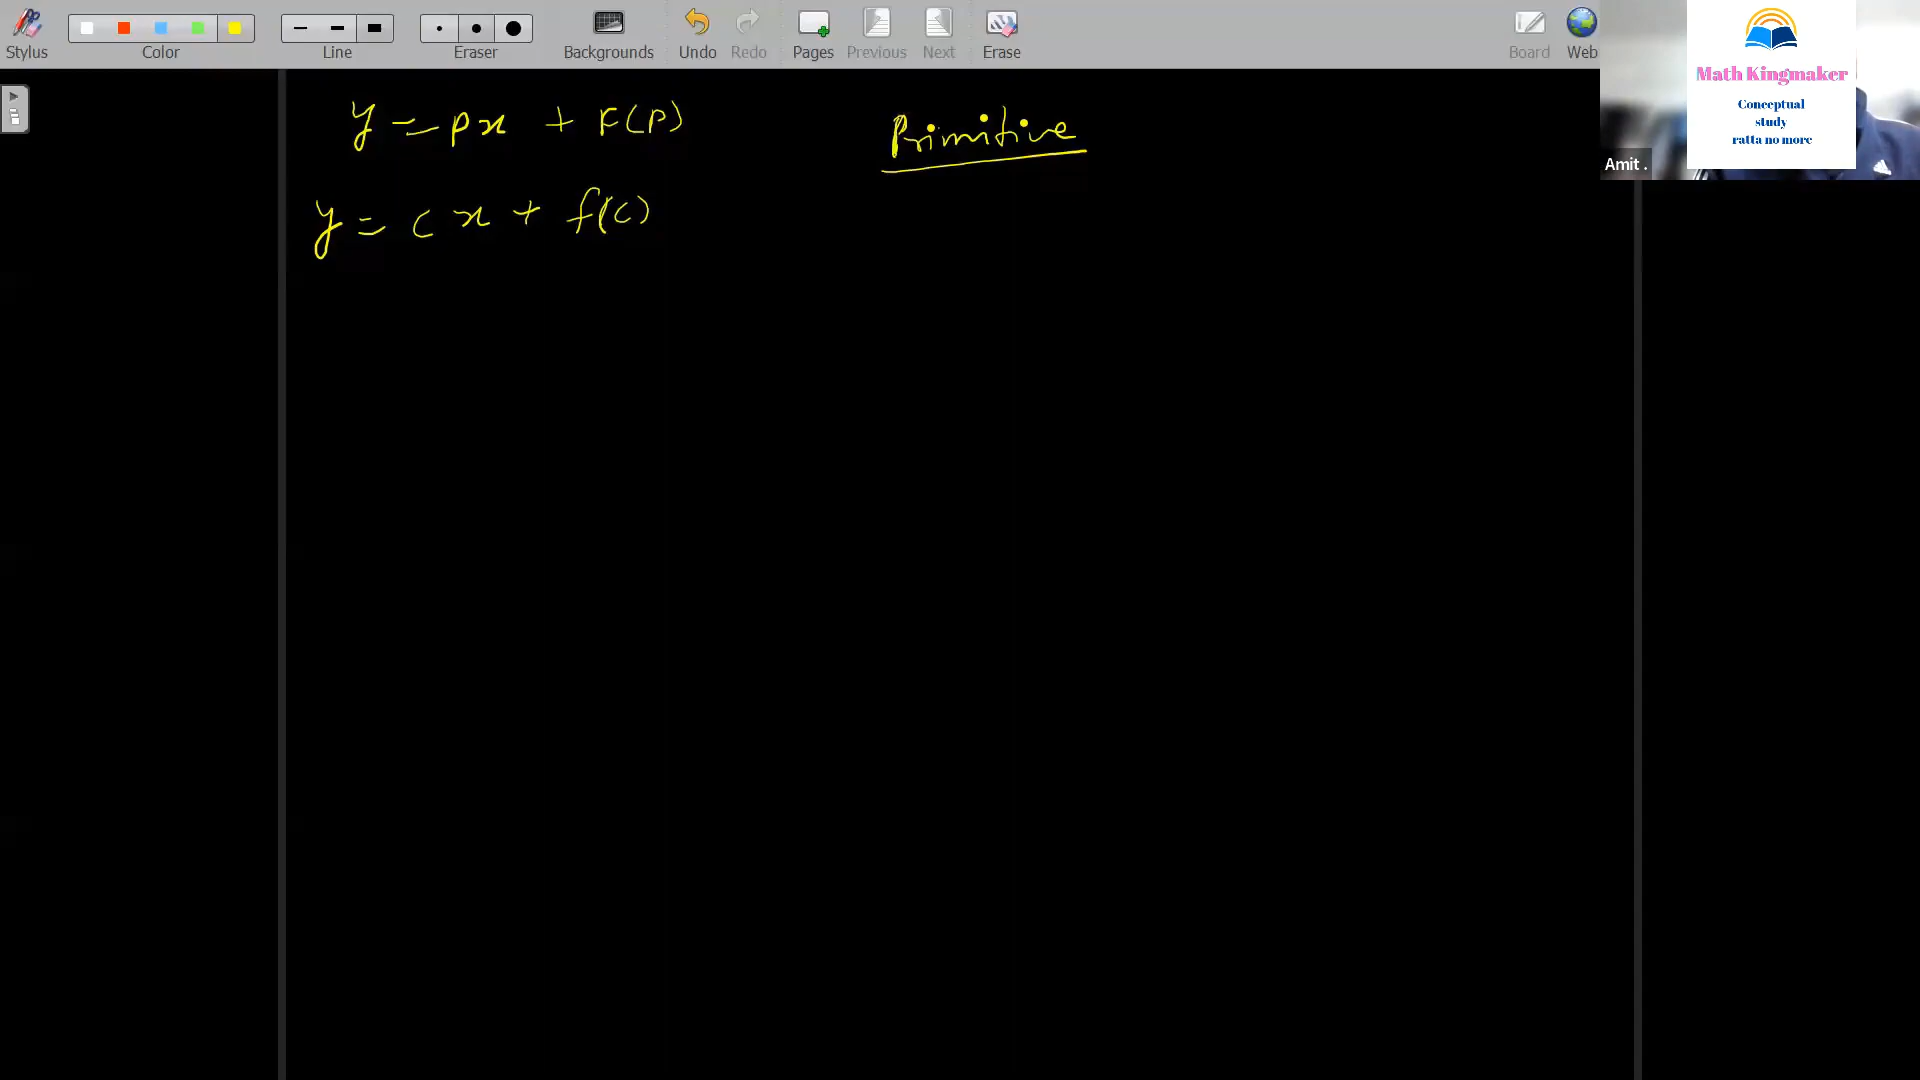 Stylus Color Line Eraser Backgrounds Undo Redo Pages Previous Next Erase Board Web
Math Kingmaker
Conceptual
study
ratta no more
Amit .
y = px + F(P)
Primitive
y = c x + f(c)